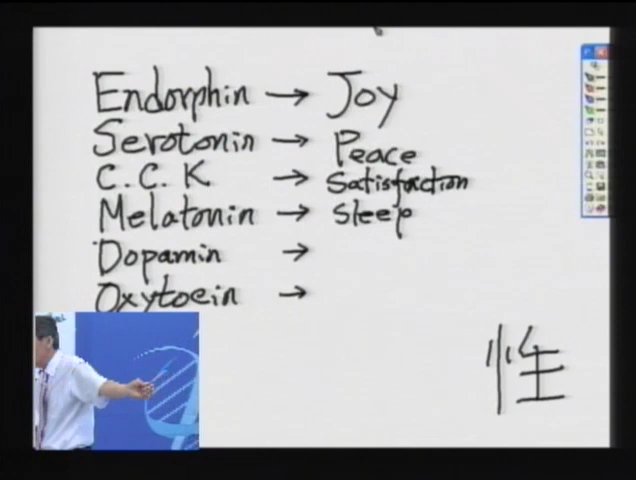 Endorphin → Joy
Serotonin → Peace
C.C.K → Satisfaction
Melatonin → Sleep
Dopamin →
Oxytocin →
性